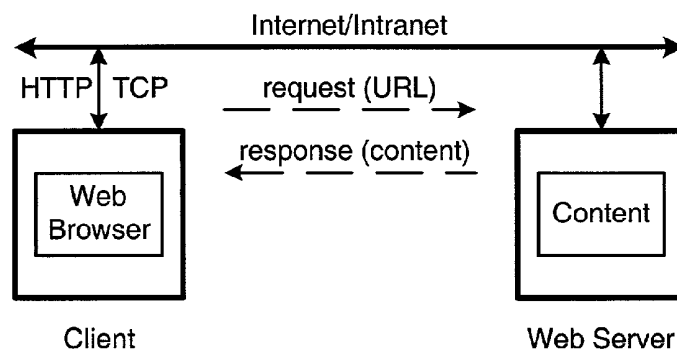 Internet/Intranet
HTTP TCP
request (URL)
response (content)
Web
Browser
Content
Client
Web Server